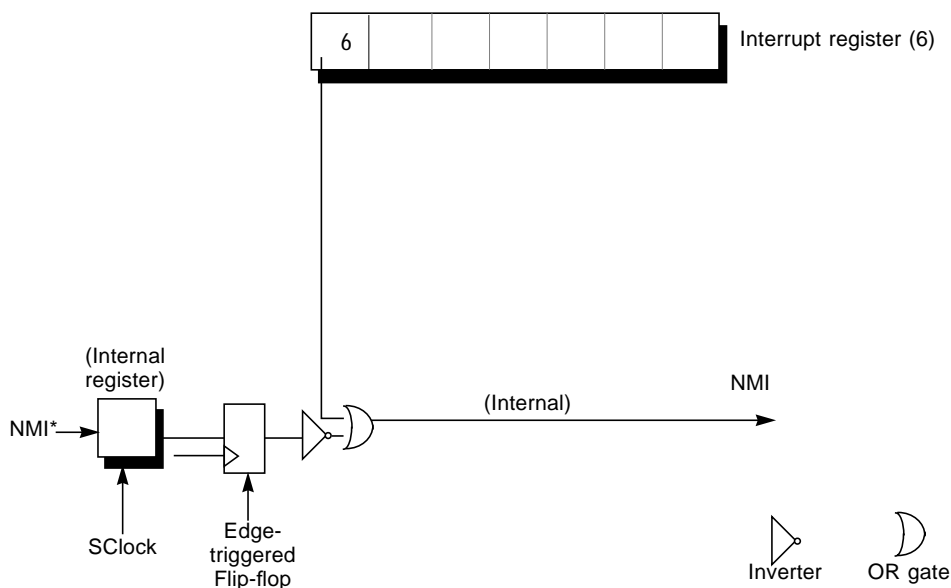 6
Interrupt register (6)
(Internal
register)
NMI*
SClock
Edge-
triggered
Flip-flop
(Internal)
NMI
Inverter
OR gate